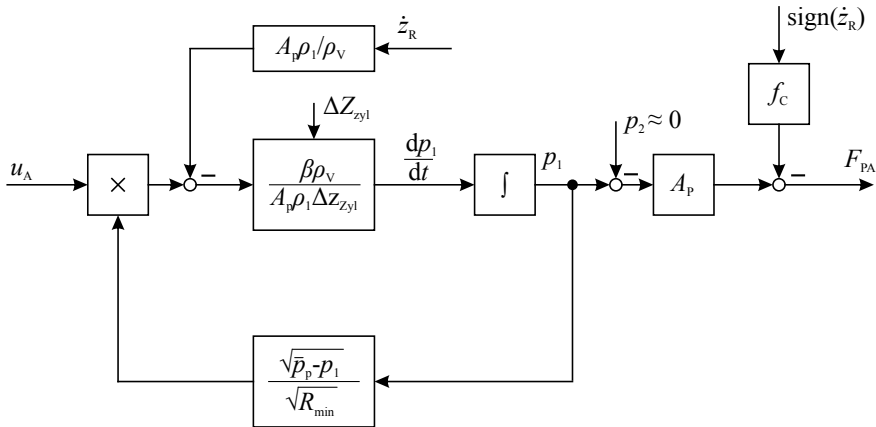 sign(ż_R)
A_pρ_1/ρ_V
ż_R
f_C
ΔZ_zyl
p_2 ≈ 0
u_A
×
−
βρ_V
A_pρ_1Δz_Zyl
dp_1
dt
∫
p_1
−
A_P
−
F_PA
√p̄_p-p_1
√R_min